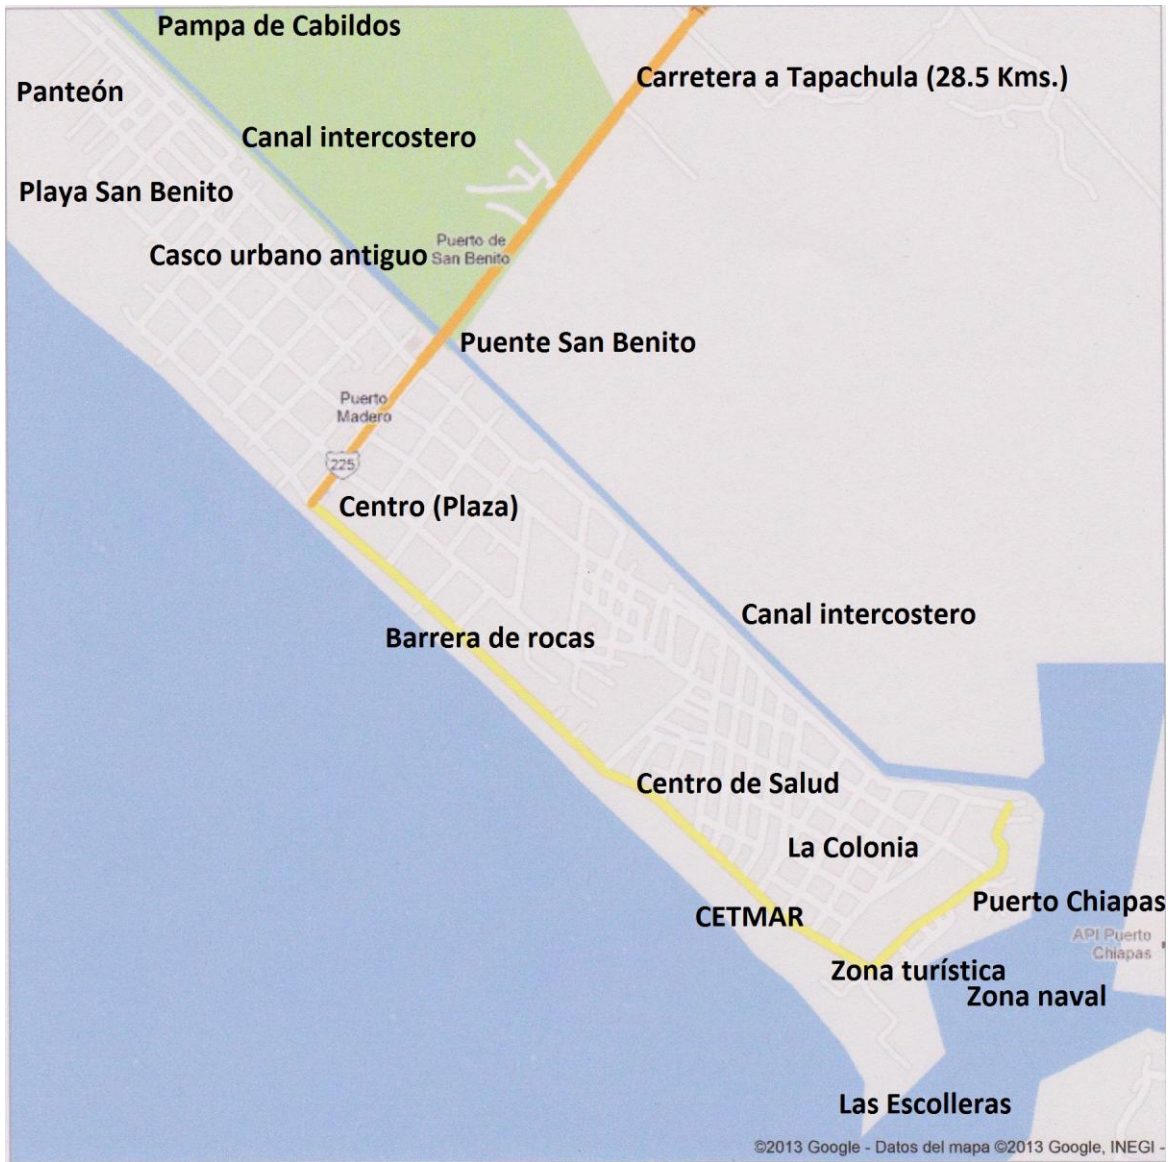 Pampa de Cabildos
Carretera a Tapachula (28.5 Kms.)
Panteón
Canal intercostero
Playa San Benito
Casco urbano antiguo
Puerto de
San Benito
Puente San Benito
Puerto
Madero
225
Centro (Plaza)
Canal intercostero
Barrera de rocas
Centro de Salud
La Colonia
Puerto Chiapas
CETMAR
API Puerto
Chiapas
Zona turística
Zona naval
Las Escolleras
©2013 Google - Datos del mapa ©2013 Google, INEGI -